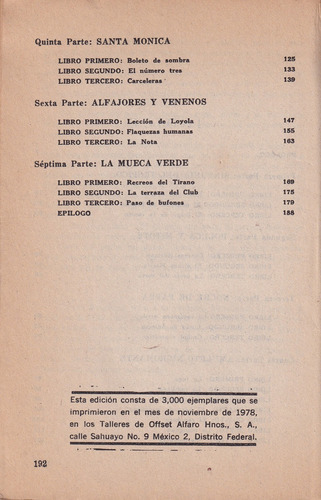 Quinta Parte: SANTA MONICA
LIBRO PRIMERO: Boleto de sombra 125
LIBRO SEGUNDO: El número tres 133
LIBRO TERCERO: Carceleras 139
Sexta Parte: ALFAJORES Y VENENOS
LIBRO PRIMERO: Lección de Loyola 147
LIBRO SEGUNDO: Flaquezas humanas 155
LIBRO TERCERO: La Nota 163
Séptima Parte: LA MUECA VERDE
LIBRO PRIMERO: Recreos del Tirano 169
LIBRO SEGUNDO: La terraza del Club 175
LIBRO TERCERO: Paso de bufones 179
EPILOGO 188
Esta edición consta de 3,000 ejemplares que se
imprimieron en el mes de noviembre de 1978,
en los Talleres de Offset Alfaro Hnos., S. A.,
calle Sahuayo No. 9 México 2, Distrito Federal.
192